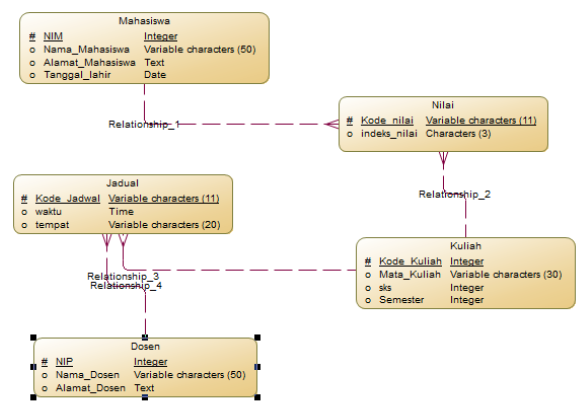 Mahasiswa
# NIM Integer
o Nama_Mahasiswa Variable characters (50)
o Alamat_Mahasiswa Text
o Tanggal_lahir Date
Relationship_1
Nilai
# Kode_nilai Variable characters (11)
o indeks_nilai Characters (3)
Relationship_2
Jadual
# Kode_Jadwal Variable characters (11)
o waktu Time
o tempat Variable characters (20)
Kuliah
# Kode_Kuliah Integer
o Mata_Kuliah Variable characters (30)
o sks Integer
o Semester Integer
Relationship_3
Relationship_4
Dosen
# NIP Integer
o Nama_Dosen Variable characters (50)
o Alamat_Dosen Text